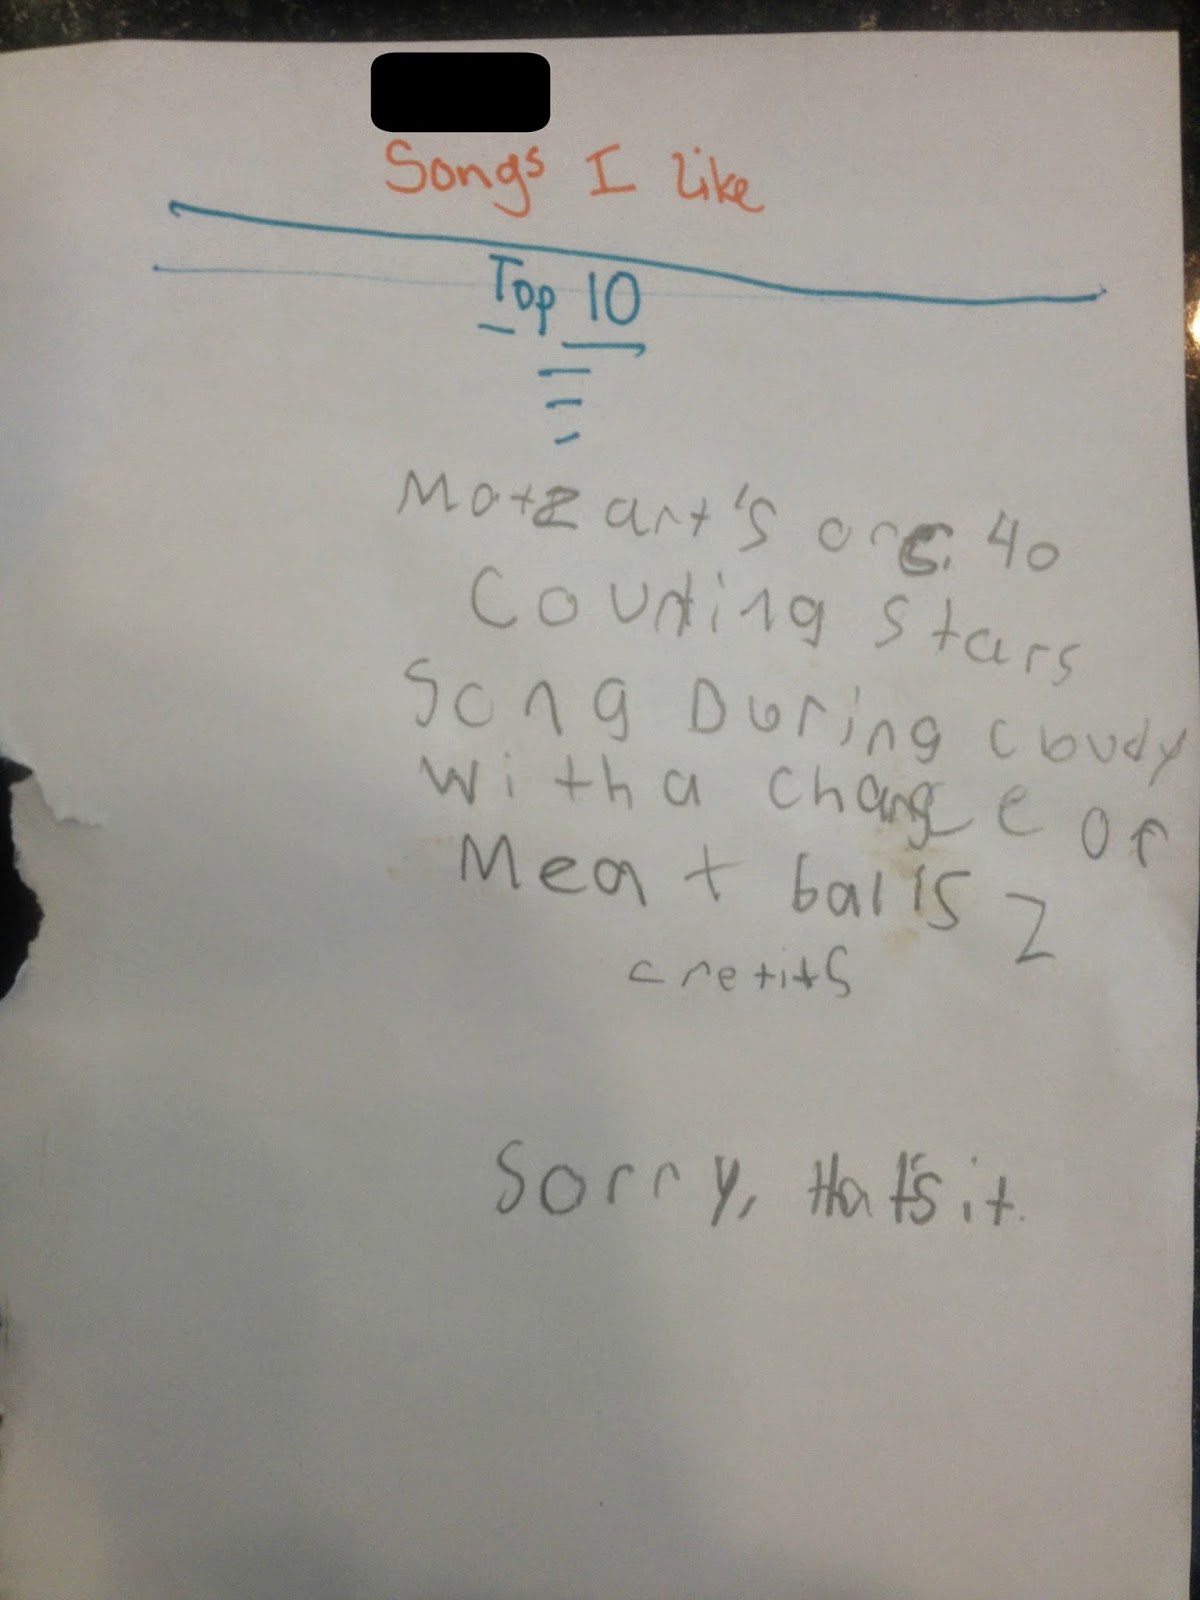 Songs I like
Top 10
Motzart's orc. 40
Counting stars
Song During cloudy
with a change of
Meat balls 2
cretits
Sorry, that's it.